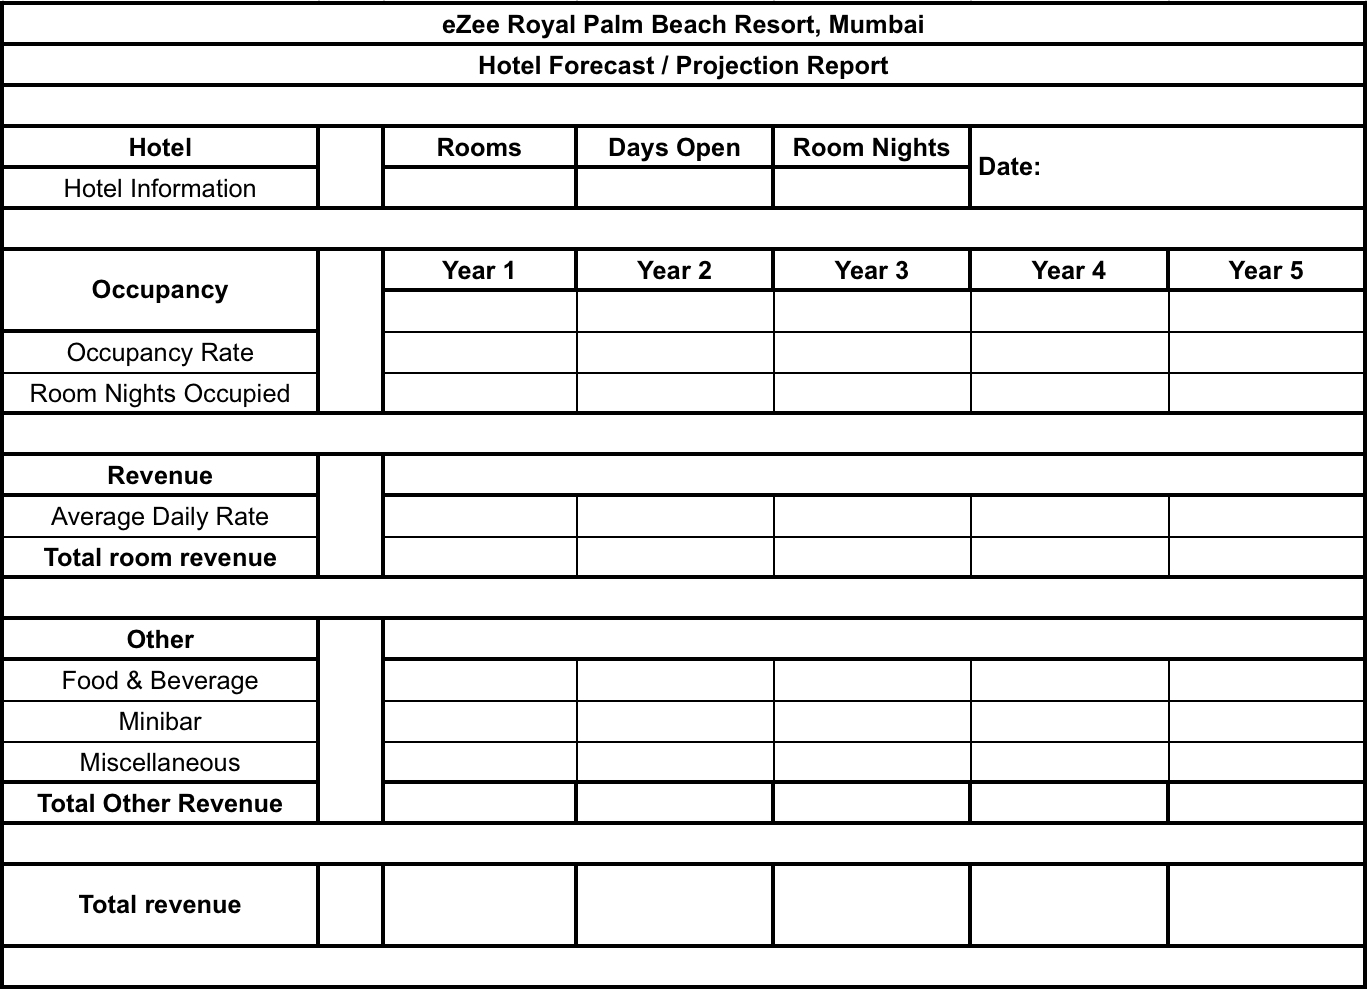 eZee Royal Palm Beach Resort, Mumbai
Hotel Forecast / Projection Report
Hotel Rooms Days Open Room Nights Date:
Hotel Information
Occupancy Year 1 Year 2 Year 3 Year 4 Year 5
Occupancy Rate
Room Nights Occupied
Revenue
Average Daily Rate
Total room revenue
Other
Food & Beverage
Minibar
Miscellaneous
Total Other Revenue
Total revenue